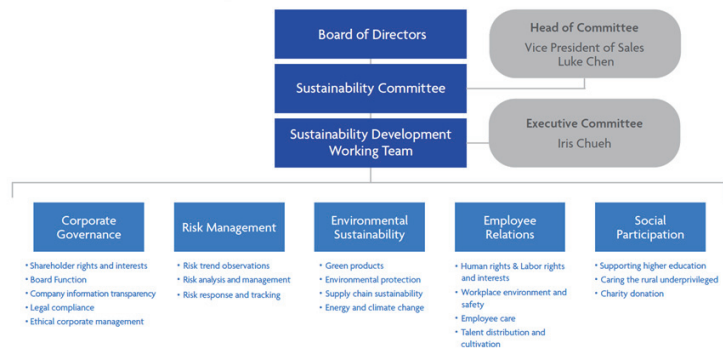 Board of Directors
Head of Committee
Vice President of Sales
Luke Chen
Sustainability Committee
Sustainability Development
Working Team
Executive Committee
Iris Chueh
Corporate
Governance
• Shareholder rights and interests
• Board Function
• Company information transparency
• Legal compliance
• Ethical corporate management
Risk Management
• Risk trend observations
• Risk analysis and management
• Risk response and tracking
Environmental
Sustainability
• Green products
• Environmental protection
• Supply chain sustainability
• Energy and climate change
Employee
Relations
• Human rights & Labor rights
and interests
• Workplace environment and
safety
• Employee care
• Talent distribution and
cultivation
Social
Participation
• Supporting higher education
• Caring the rural underprivileged
• Charity donation